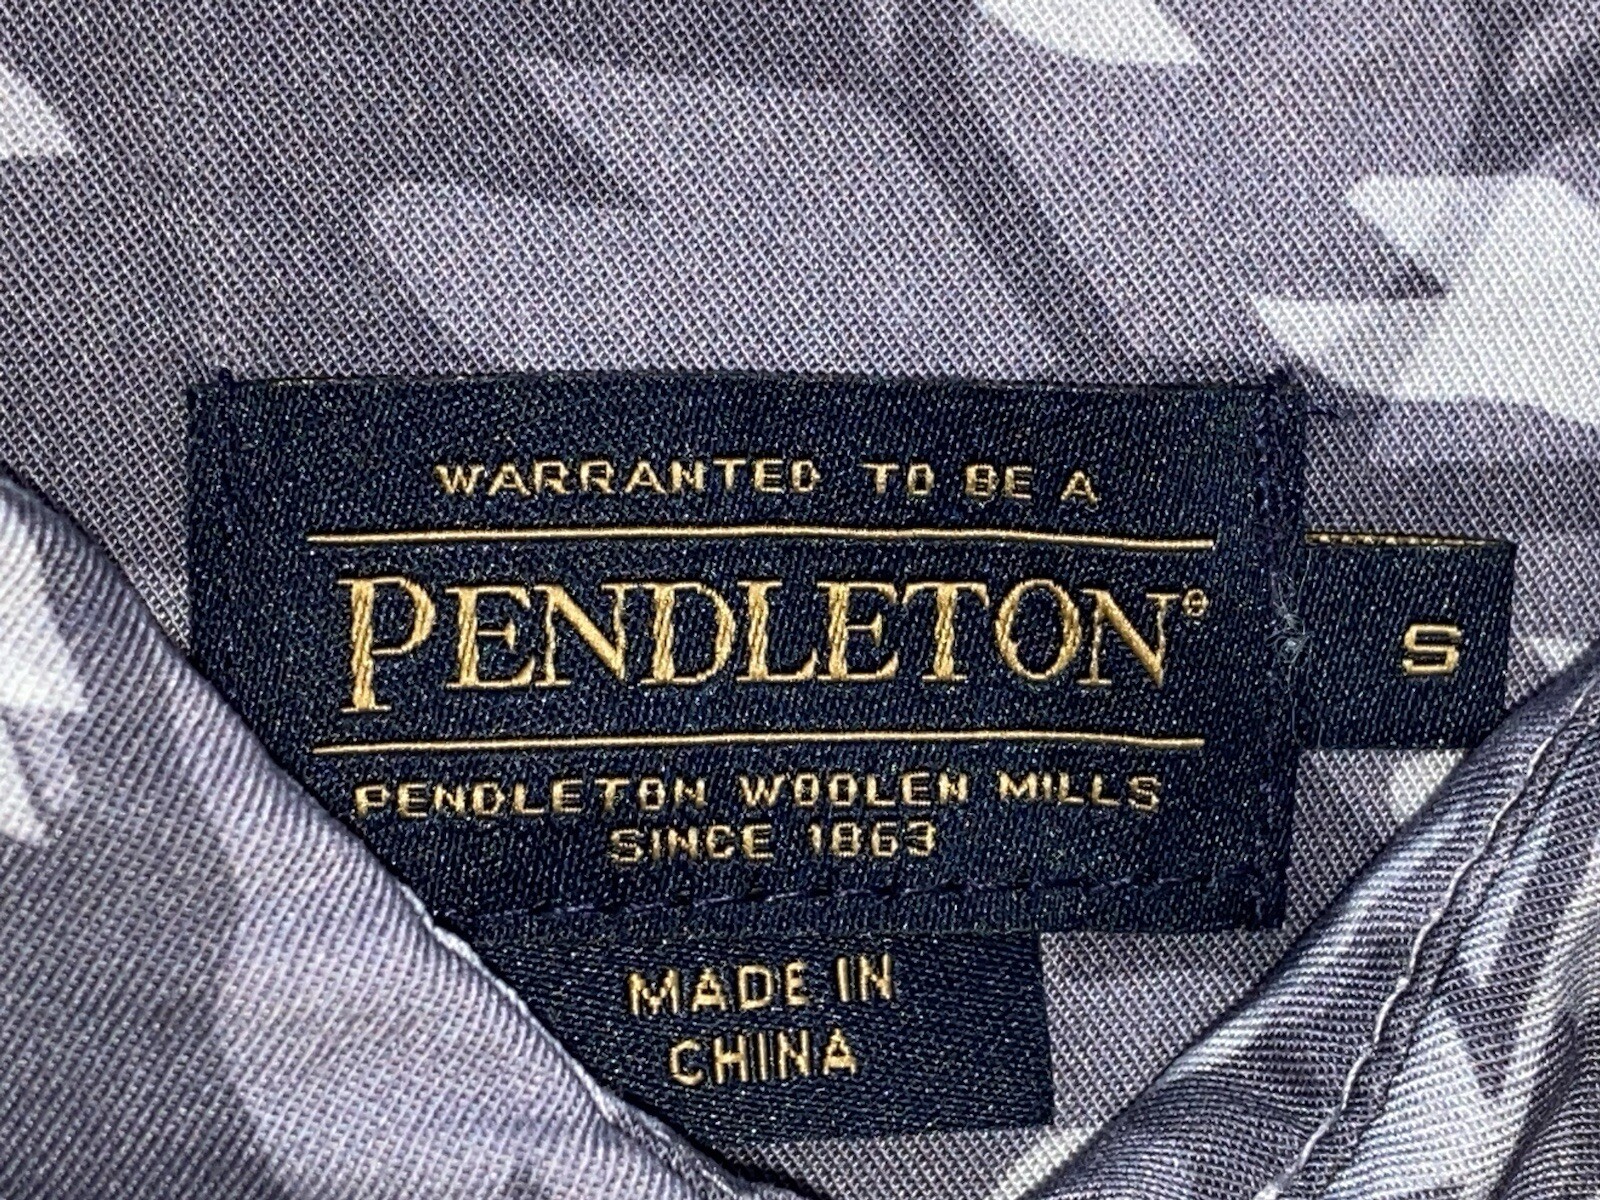 WARRANTED TO BE A
PENDLETON®
S
PENDLETON WOOLEN MILLS
SINCE 1863
MADE IN
CHINA